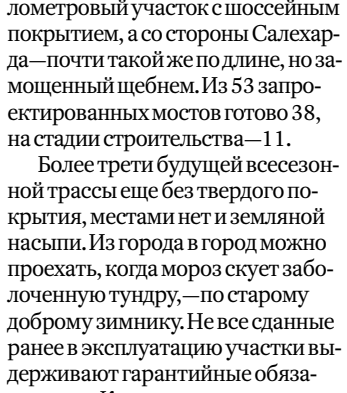 лометровый участок с шоссейным
покрытием, а со стороны Салехар-
да—почти такой же по длине, но за-
мощенный щебнем. Из 53 запро-
ектированных мостов готово 38,
на стадии строительства—11.
Более трети будущей всесезон-
ной трассы еще без твердого по-
крытия, местами нет и земляной
насыпи. Из города в город можно
проехать, когда мороз скует забо-
лоченную тундру,—по старому
доброму зимнику. Не все сданные
ранее в эксплуатацию участки вы-
держивают гарантийные обяза-